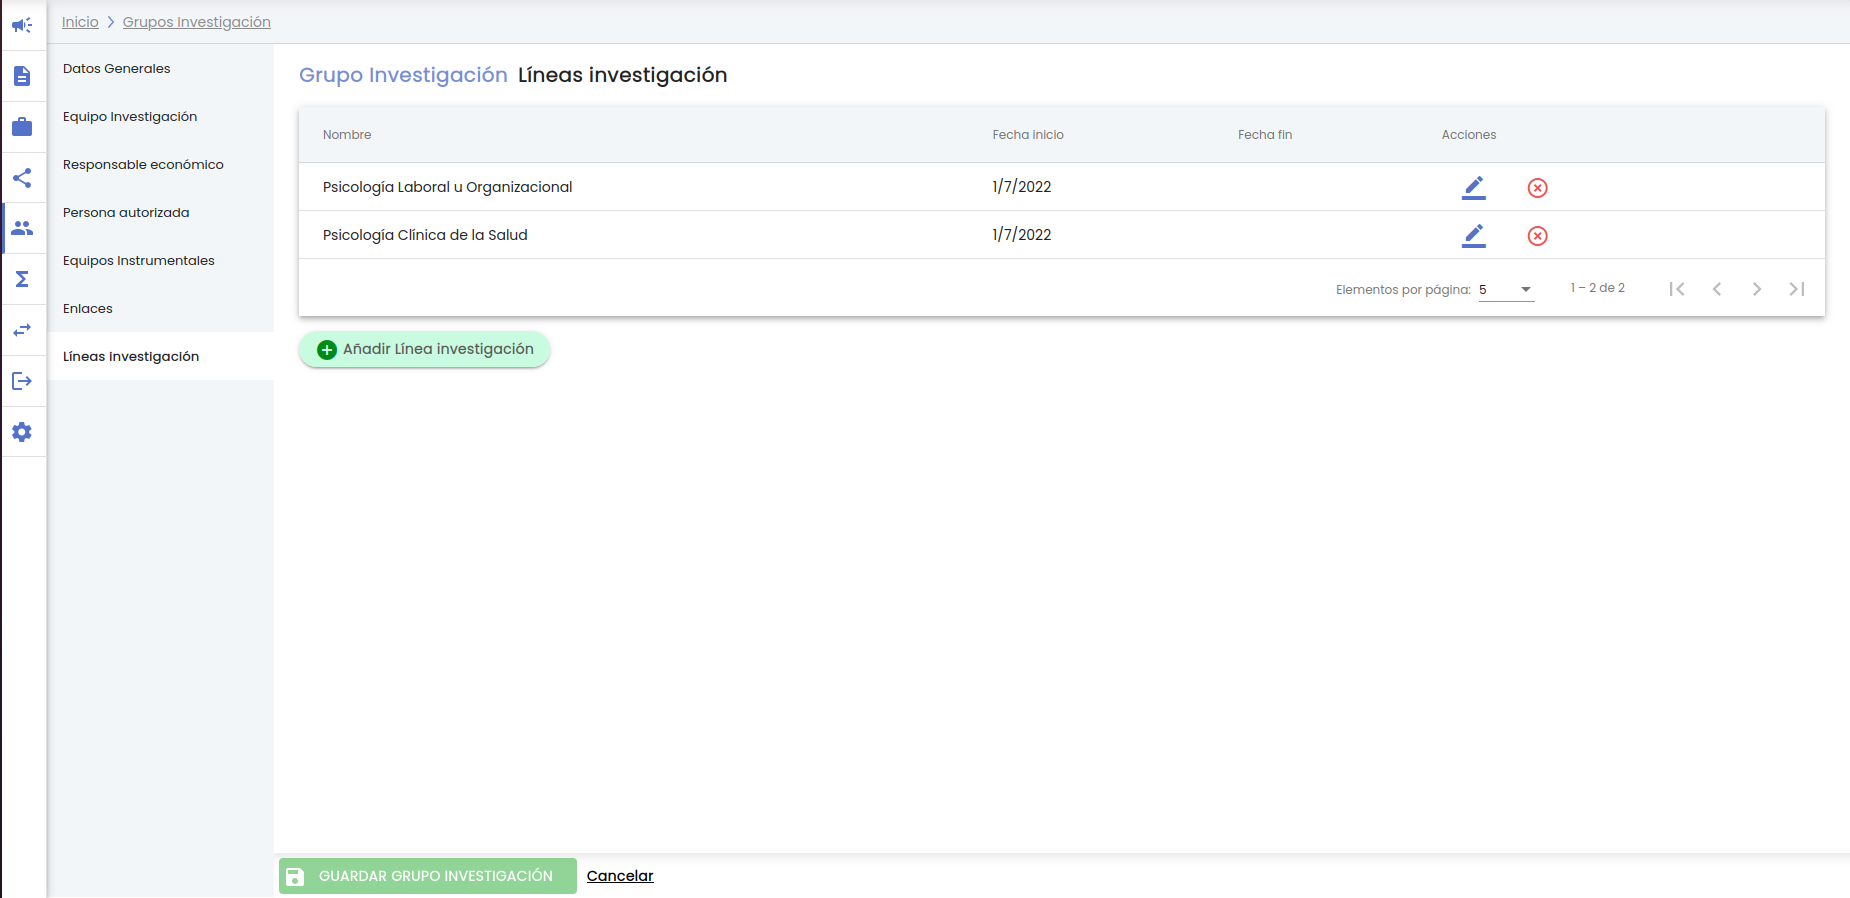 Inicio > Grupos Investigación
Datos Generales
Equipo Investigación
Responsable económico
Persona autorizada
Equipos Instrumentales
Enlaces
Líneas investigación
Grupo Investigación Líneas investigación
Nombre Fecha inicio Fecha fin Acciones
Psicología Laboral u Organizacional 1/7/2022
Psicología Clínica de la Salud 1/7/2022
Elementos por página: 5 1 – 2 de 2
Añadir Línea investigación
GUARDAR GRUPO INVESTIGACIÓN Cancelar